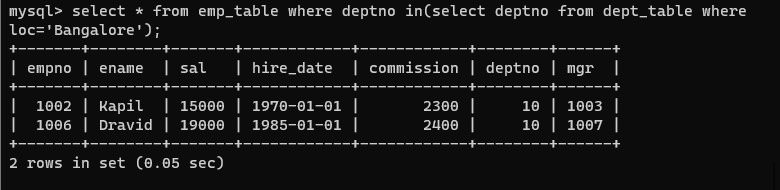 mysql> select * from emp_table where deptno in(select deptno from dept_table where
loc='Bangalore');
+-------+--------+-------+------------+------------+--------+------+
| empno | ename  | sal   | hire_date  | commission | deptno | mgr  |
+-------+--------+-------+------------+------------+--------+------+
|  1002 | Kapil  | 15000 | 1970-01-01 |       2300 |     10 | 1003 |
|  1006 | Dravid | 19000 | 1985-01-01 |       2400 |     10 | 1007 |
+-------+--------+-------+------------+------------+--------+------+
2 rows in set (0.05 sec)